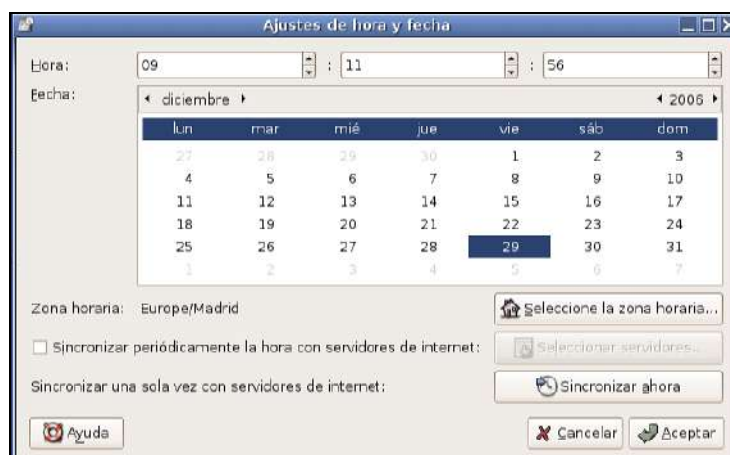 Ajustes de hora y fecha
Hora: 09 : 11 : 56
Fecha: diciembre 2006
lun mar mié jue vie sáb dom
27 28 29 30 1 2 3
4 5 6 7 8 9 10
11 12 13 14 15 16 17
18 19 20 21 22 23 24
25 26 27 28 29 30 31
1 2 3 4 5 6 7
Zona horaria: Europe/Madrid Seleccione la zona horaria...
Sincronizar periódicamente la hora con servidores de internet: Seleccionar servidores...
Sincronizar una sola vez con servidores de internet: Sincronizar ahora
Ayuda Cancelar Aceptar